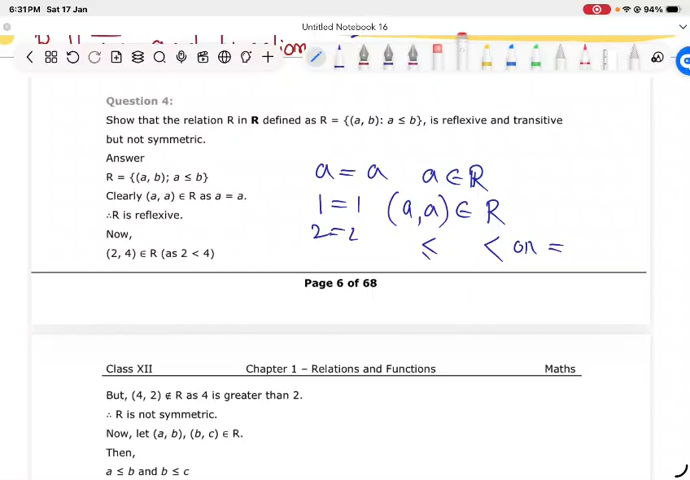 6:31PM Sat 17 Jan
94%
Untitled Notebook 16
Question 4:
Show that the relation R in R defined as R = {(a, b): a ≤ b}, is reflexive and transitive
but not symmetric.
Answer
R = {(a, b); a ≤ b}
Clearly (a, a) ∈ R as a = a.
∴R is reflexive.
Now,
(2, 4) ∈ R (as 2 < 4)
a = a a ∈ ℝ
1 = 1 (a,a) ∈ R
2 = 2
≤ < or =
Page 6 of 68
Class XII Chapter 1 – Relations and Functions Maths
But, (4, 2) ∉ R as 4 is greater than 2.
∴ R is not symmetric.
Now, let (a, b), (b, c) ∈ R.
Then,
a ≤ b and b ≤ c